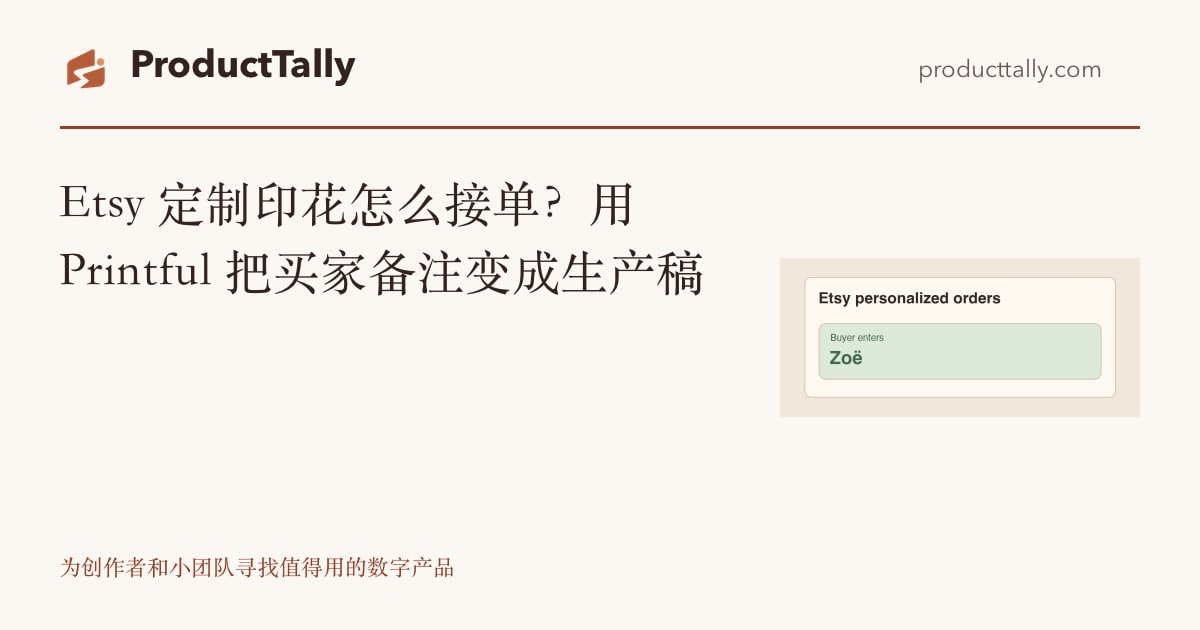 ProductTally
producttally.com
Etsy 定制印花怎么接单？用
Printful 把买家备注变成生产稿
Etsy personalized orders
Buyer enters
Zoë
为创作者和小团队寻找值得用的数字产品